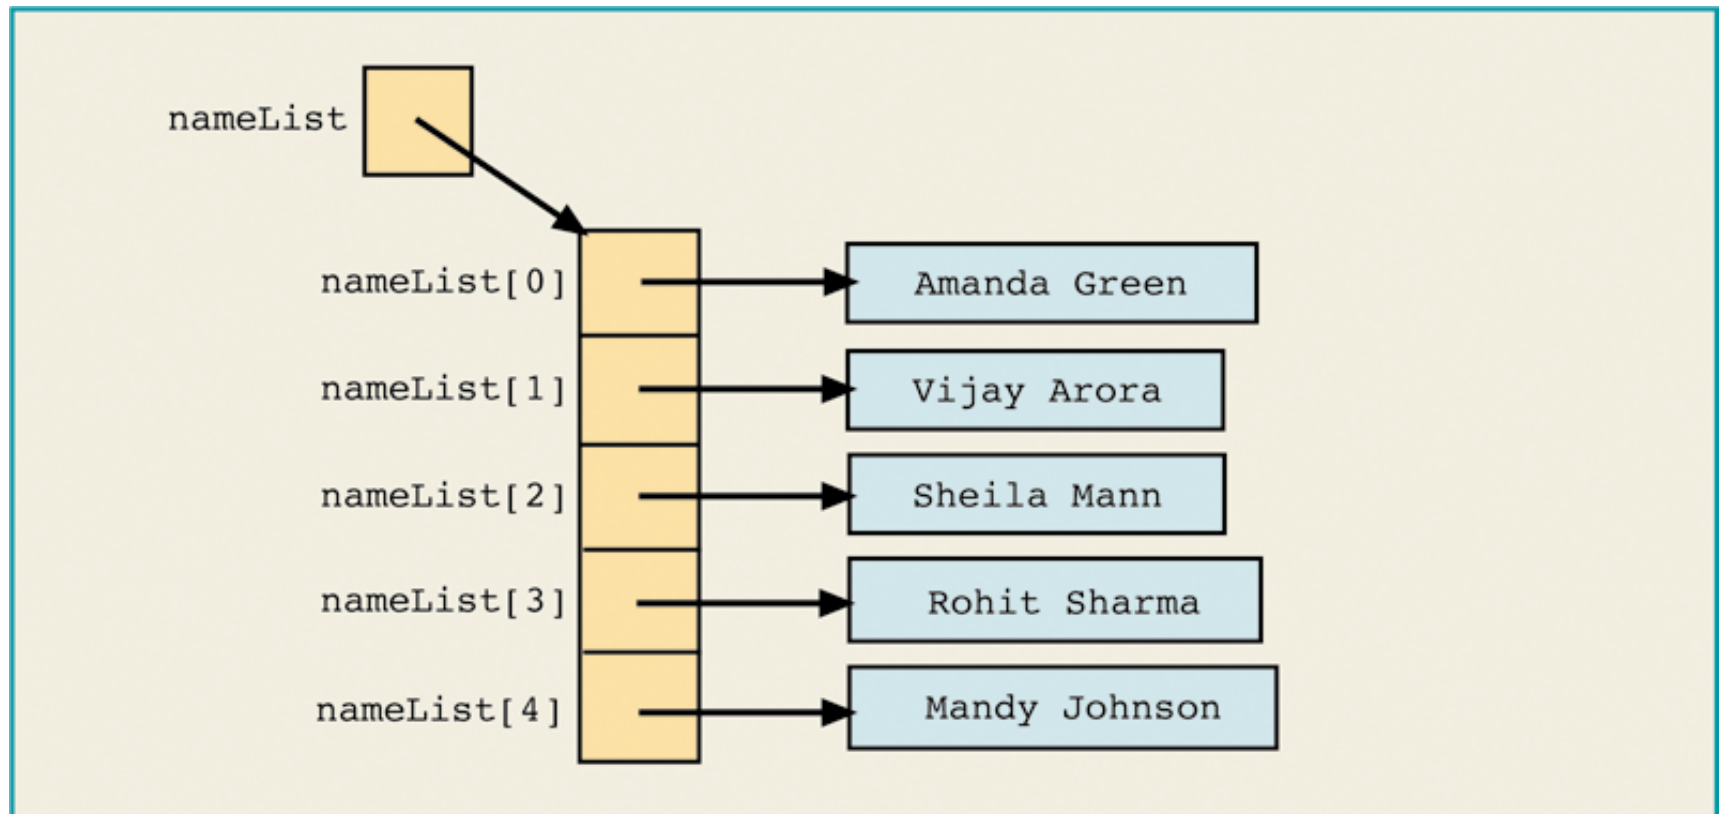 nameList
nameList[0] Amanda Green
nameList[1] Vijay Arora
nameList[2] Sheila Mann
nameList[3] Rohit Sharma
nameList[4] Mandy Johnson